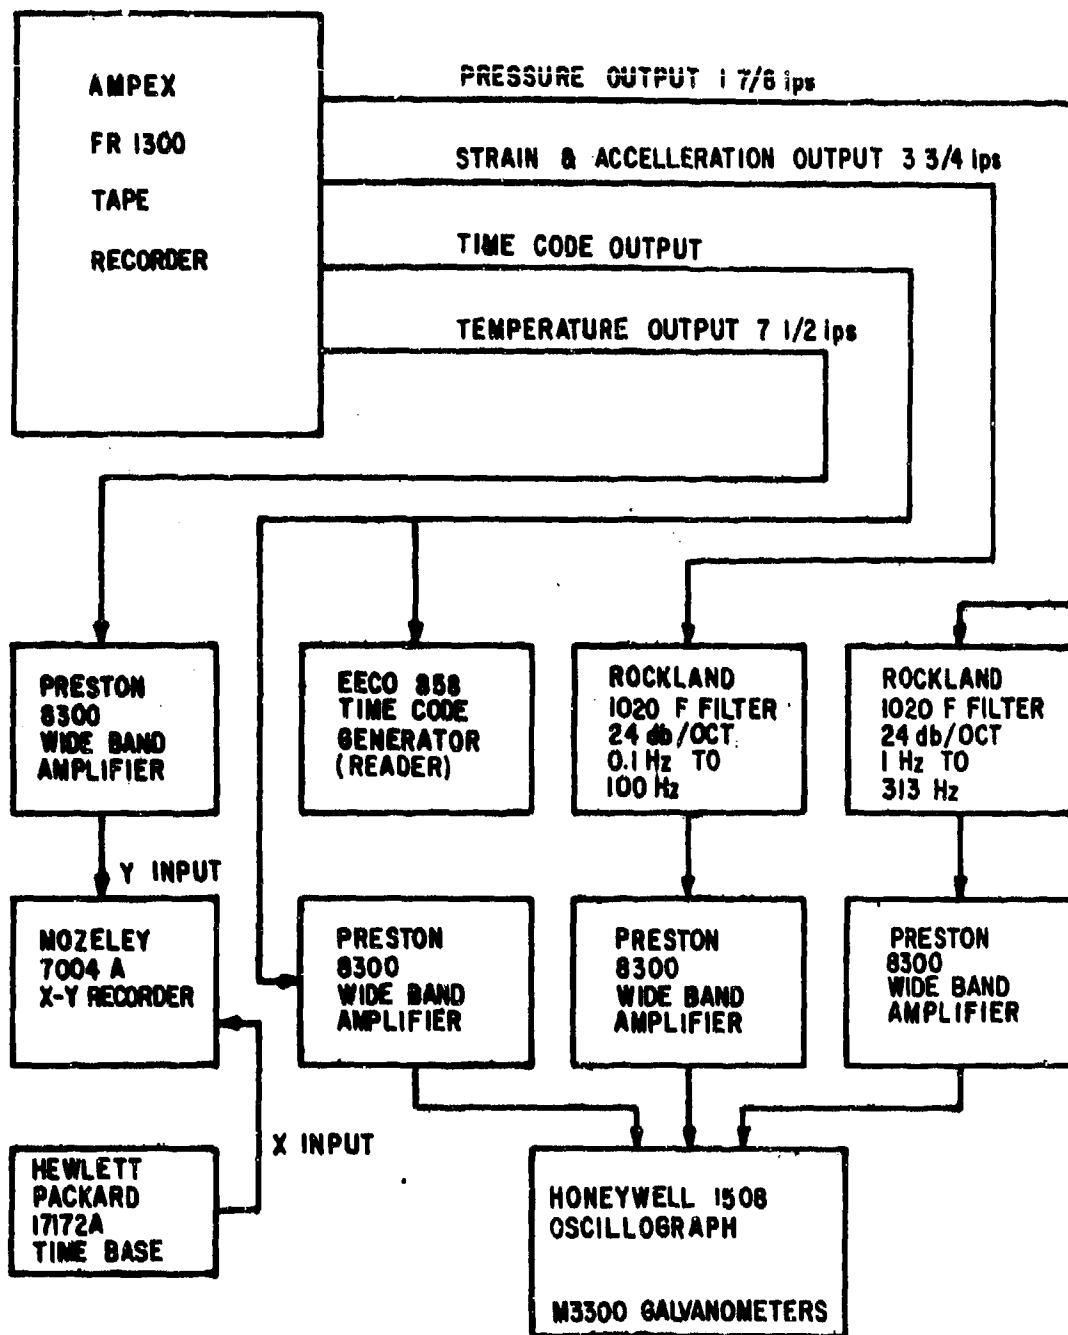 AMPEX
FR 1300
TAPE
RECORDER
PRESSURE OUTPUT 1 7/8 ips
STRAIN & ACCELLERATION OUTPUT 3 3/4 ips
TIME CODE OUTPUT
TEMPERATURE OUTPUT 7 1/2 ips
PRESTON
8300
WIDE BAND
AMPLIFIER
EECO 858
TIME CODE
GENERATOR
(READER)
ROCKLAND
1020 F FILTER
24 db/OCT
0.1 Hz TO
100 Hz
ROCKLAND
1020 F FILTER
24 db/OCT
1 Hz TO
313 Hz
Y INPUT
MOZELEY
7004 A
X-Y RECORDER
PRESTON
8300
WIDE BAND
AMPLIFIER
PRESTON
8300
WIDE BAND
AMPLIFIER
PRESTON
8300
WIDE BAND
AMPLIFIER
X INPUT
HEWLETT
PACKARD
17172A
TIME BASE
HONEYWELL 1508
OSCILLOGRAPH
M3300 GALVANOMETERS